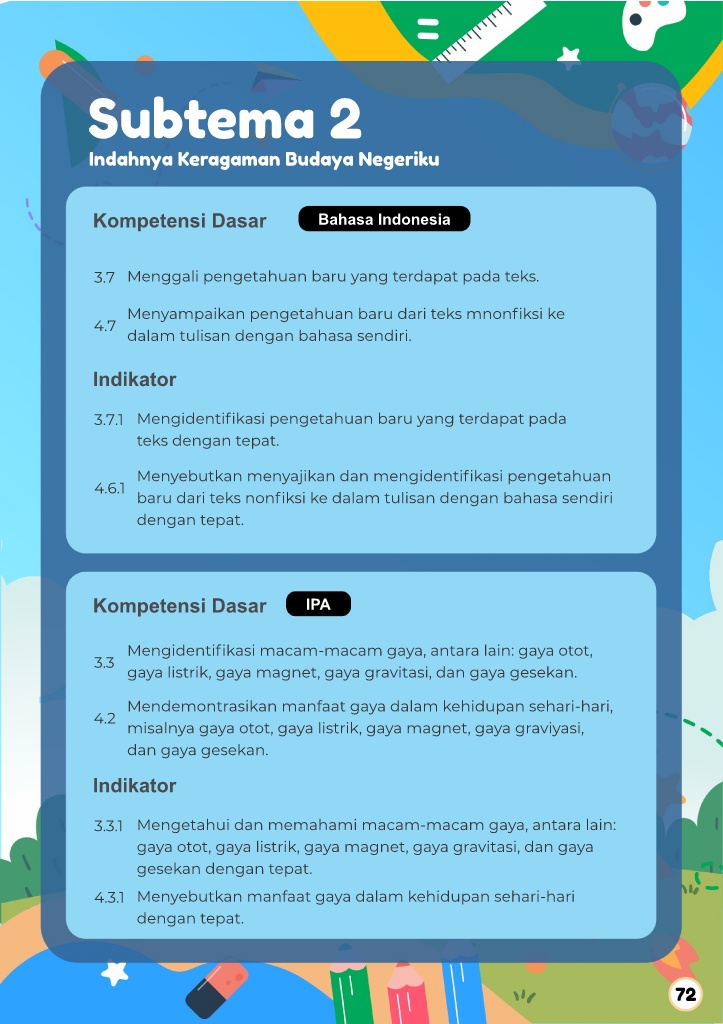 Subtema 2
Indahnya Keragaman Budaya Negeriku
Kompetensi Dasar Bahasa Indonesia
3.7 Menggali pengetahuan baru yang terdapat pada teks.
4.7 Menyampaikan pengetahuan baru dari teks mnonfiksi ke
dalam tulisan dengan bahasa sendiri.
Indikator
3.7.1 Mengidentifikasi pengetahuan baru yang terdapat pada
teks dengan tepat.
4.6.1 Menyebutkan menyajikan dan mengidentifikasi pengetahuan
baru dari teks nonfiksi ke dalam tulisan dengan bahasa sendiri
dengan tepat.
Kompetensi Dasar IPA
3.3 Mengidentifikasi macam-macam gaya, antara lain: gaya otot,
gaya listrik, gaya magnet, gaya gravitasi, dan gaya gesekan.
4.2 Mendemontrasikan manfaat gaya dalam kehidupan sehari-hari,
misalnya gaya otot, gaya listrik, gaya magnet, gaya graviyasi,
dan gaya gesekan.
Indikator
3.3.1 Mengetahui dan memahami macam-macam gaya, antara lain:
gaya otot, gaya listrik, gaya magnet, gaya gravitasi, dan gaya
gesekan dengan tepat.
4.3.1 Menyebutkan manfaat gaya dalam kehidupan sehari-hari
dengan tepat.
72